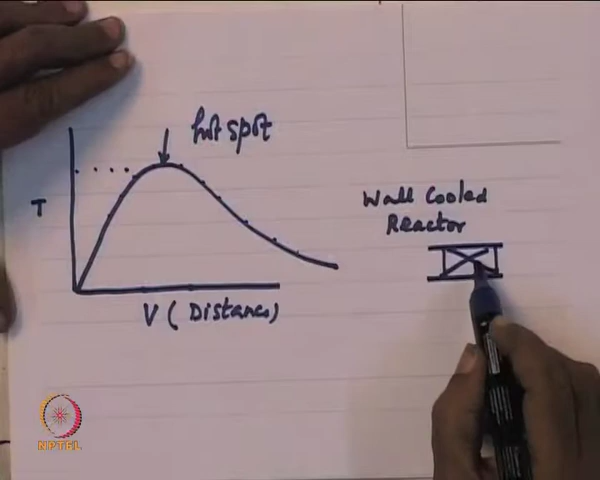 hot spot
T
V ( Distance)
Wall Cooled
Reactor
NPTEL